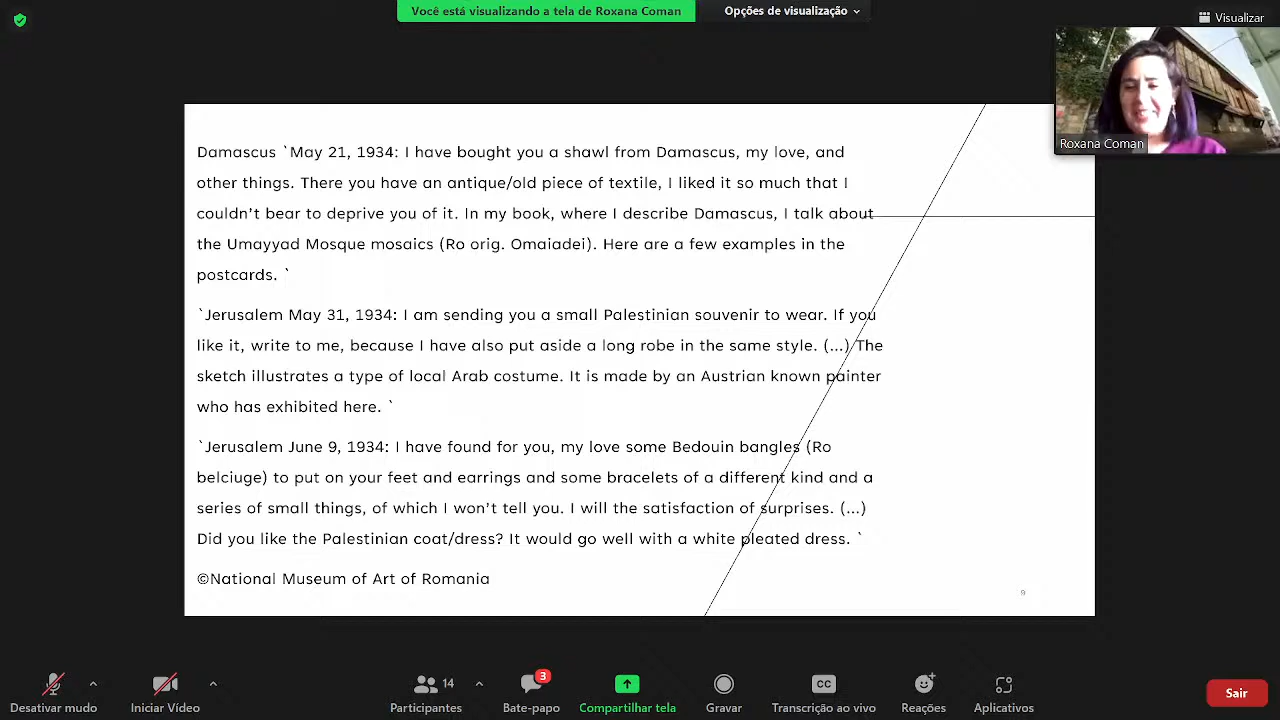 Você está visualizando a tela de Roxana Coman
Opções de visualização
Visualizar
Roxana Coman
Damascus `May 21, 1934: I have bought you a shawl from Damascus, my love, and
other things. There you have an antique/old piece of textile, I liked it so much that I
couldn't bear to deprive you of it. In my book, where I describe Damascus, I talk about
the Umayyad Mosque mosaics (Ro orig. Omaiadei). Here are a few examples in the
postcards. `
`Jerusalem May 31, 1934: I am sending you a small Palestinian souvenir to wear. If you
like it, write to me, because I have also put aside a long robe in the same style. (...) The
sketch illustrates a type of local Arab costume. It is made by an Austrian known painter
who has exhibited here. `
`Jerusalem June 9, 1934: I have found for you, my love some Bedouin bangles (Ro
belciuge) to put on your feet and earrings and some bracelets of a different kind and a
series of small things, of which I won't tell you. I will the satisfaction of surprises. (...)
Did you like the Palestinian coat/dress? It would go well with a white pleated dress. `
©National Museum of Art of Romania
9
Desativar mudo
Iniciar Vídeo
14
Participantes
3
Bate-papo
Compartilhar tela
Gravar
CC
Transcrição ao vivo
Reações
Aplicativos
Sair